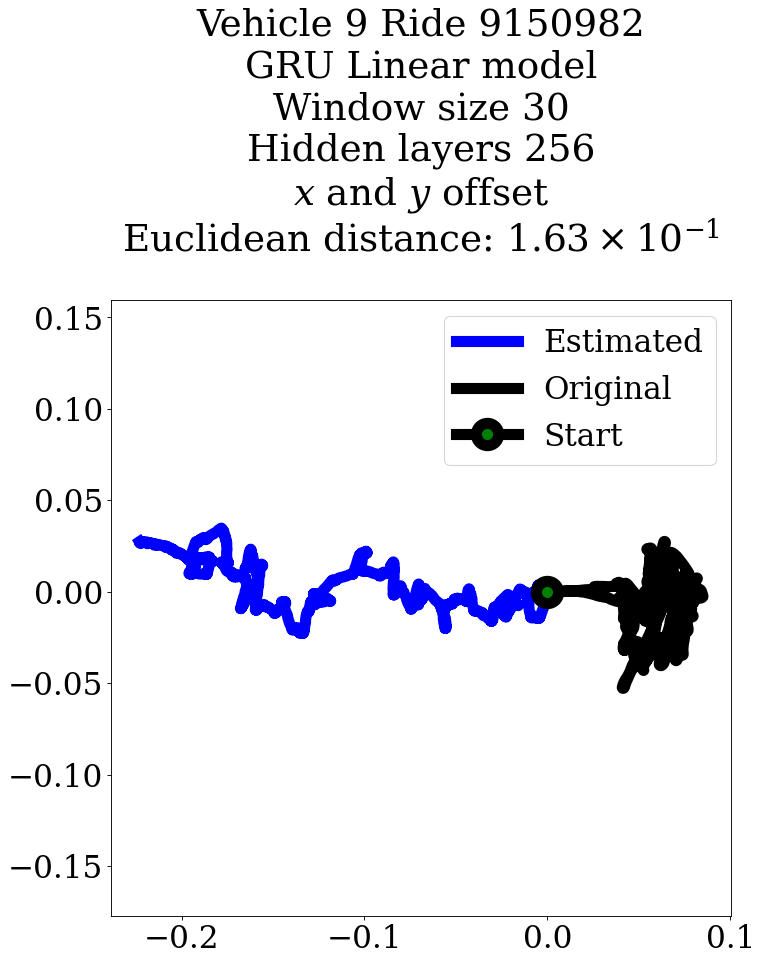 Vehicle 9 Ride 9150982
GRU Linear model
Window size 30
Hidden layers 256
x and y offset
Euclidean distance: 1.63 × 10⁻¹
Estimated
Original
Start
0.15
0.10
0.05
0.00
−0.05
−0.10
−0.15
−0.2
−0.1
0.0
0.1